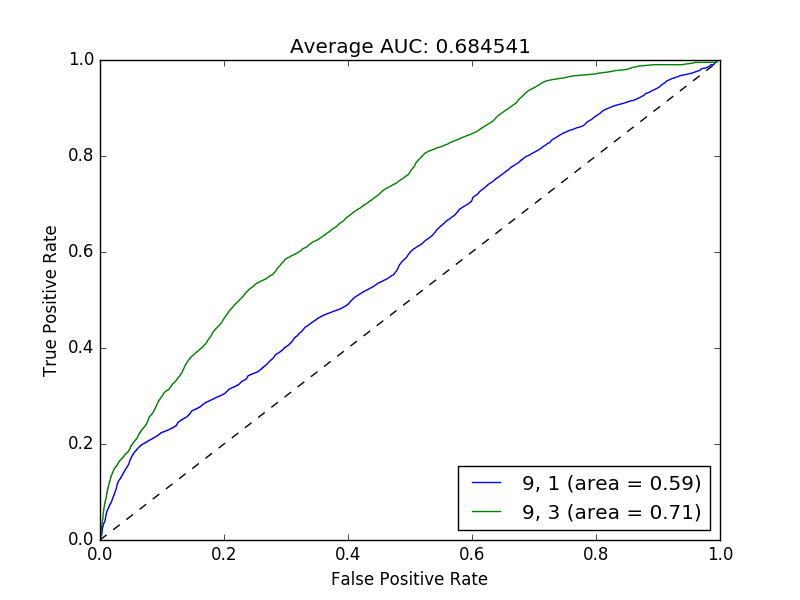 Average AUC: 0.684541
1.0
0.8
0.6
0.4
0.2
0.0
True Positive Rate
9, 1 (area = 0.59)
9, 3 (area = 0.71)
0.0 0.2 0.4 0.6 0.8 1.0
False Positive Rate